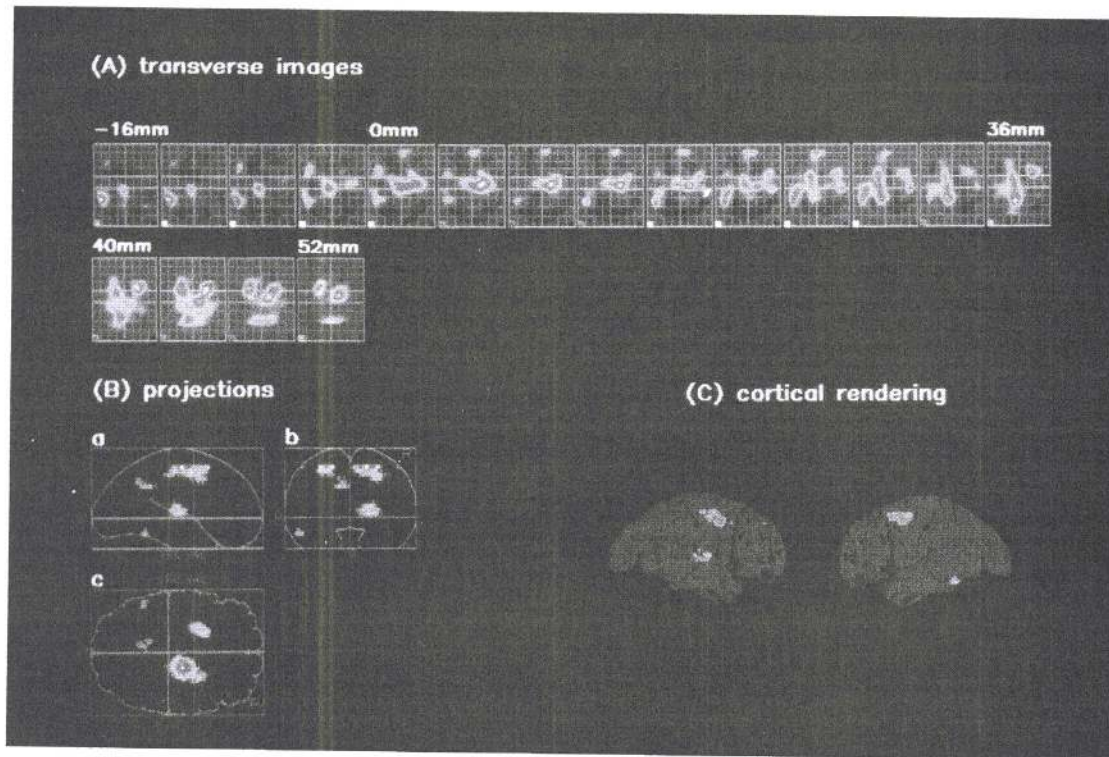 (A) transverse images
−16mm 0mm 36mm
40mm 52mm
(B) projections
(C) cortical rendering
a b
c